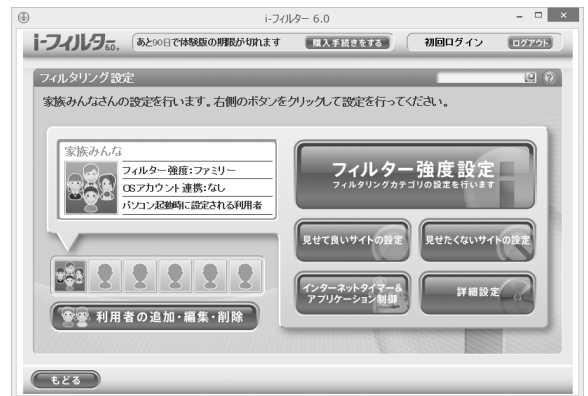 i-フィルター 6.0
i-フィルター 6.0. あと90日で体験版の期限が切れます 購入手続きをする 初回ログイン ログアウト
フィルタリング設定
家族みんなさんの設定を行います。右側のボタンをクリックして設定を行ってください。
家族みんな
フィルター強度:ファミリー
OSアカウント連携:なし
パソコン起動時に設定される利用者
利用者の追加・編集・削除
フィルター強度設定
フィルタリングカテゴリの設定を行います
見せて良いサイトの設定
見せたくないサイトの設定
インターネットタイマー&
アプリケーション制御
詳細設定
もどる